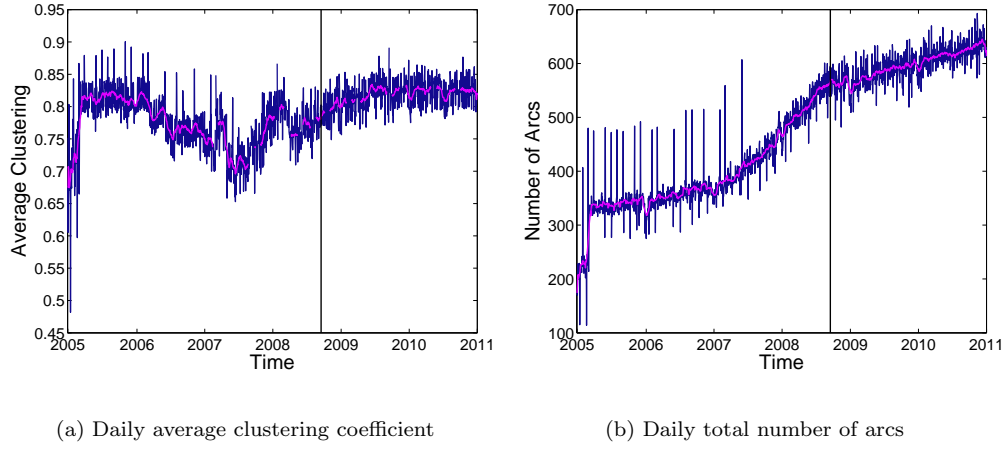 0.95
0.9
0.85
0.8
0.75
0.7
0.65
0.6
0.55
0.5
0.45
Average Clustering
2005 2006 2007 2008 2009 2010 2011
Time
700
600
500
400
300
200
100
Number of Arcs
2005 2006 2007 2008 2009 2010 2011
Time
(a) Daily average clustering coefficient
(b) Daily total number of arcs